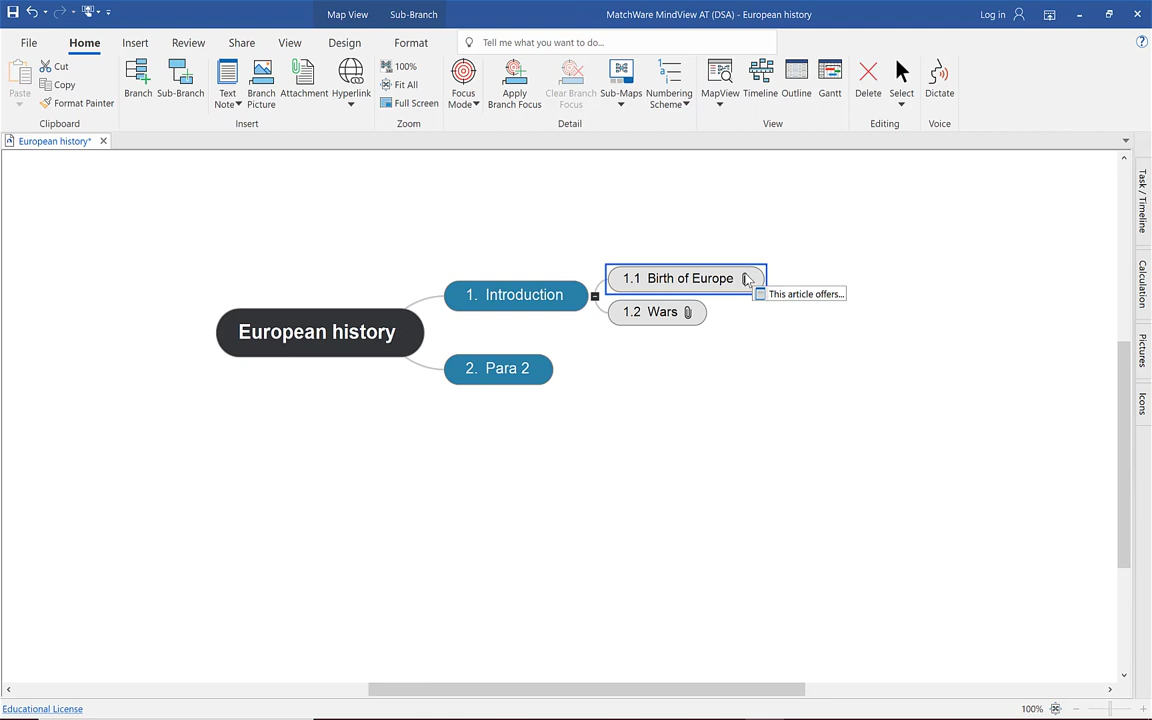 Map View
Sub-Branch
MatchWare MindView AT (DSA) - European history
Log in
File
Home
Insert
Review
Share
View
Design
Format
Tell me what you want to do...
Paste
Cut
Copy
Format Painter
Clipboard
Branch
Sub-Branch
Text
Note
Branch
Picture
Attachment
Hyperlink
Insert
100%
Fit All
Full Screen
Zoom
Focus
Mode
Apply
Branch Focus
Clear Branch
Focus
Sub-Maps
Numbering
Scheme
Detail
MapView
Timeline
Outline
Gantt
View
Delete
Select
Editing
Dictate
Voice
European history*
European history
1. Introduction
1.1 Birth of Europe
This article offers...
1.2 Wars
2. Para 2
Task / Timeline
Calculation
Pictures
Icons
Educational License
100%